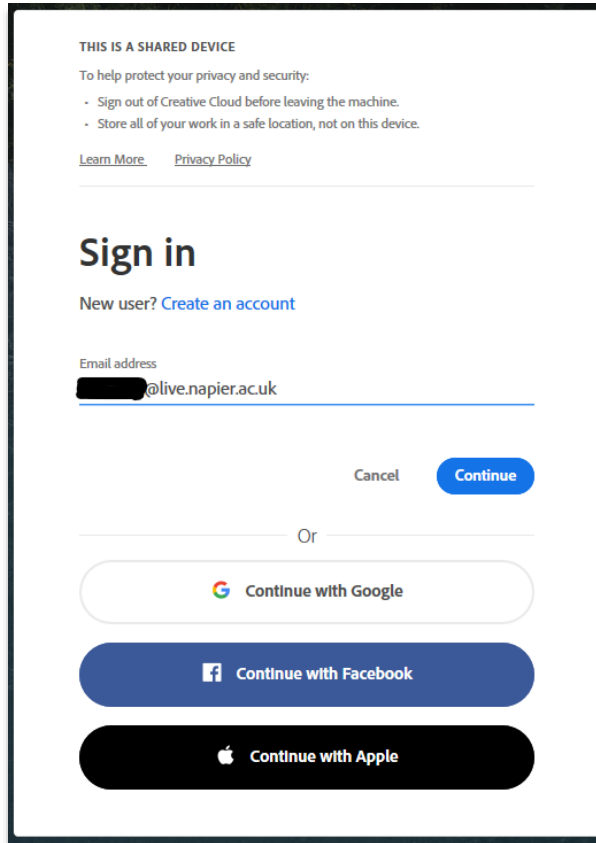 THIS IS A SHARED DEVICE
To help protect your privacy and security:
• Sign out of Creative Cloud before leaving the machine.
• Store all of your work in a safe location, not on this device.
Learn More Privacy Policy
Sign in
New user? Create an account
Email address
@live.napier.ac.uk
Cancel Continue
Or
Continue with Google
Continue with Facebook
Continue with Apple